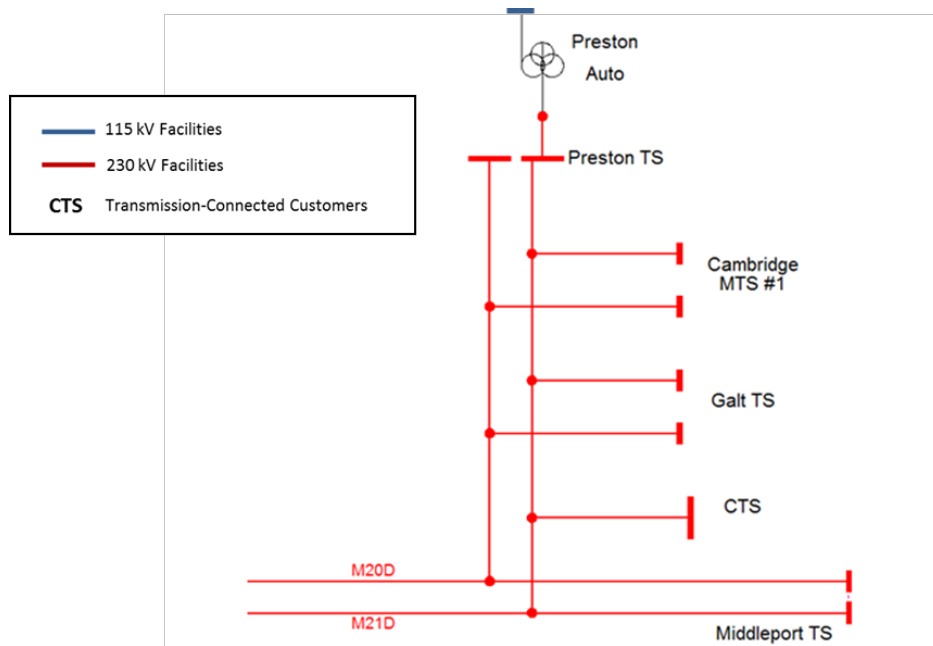 Preston
Auto
115 kV Facilities
230 kV Facilities
CTS Transmission-Connected Customers
Preston TS
Cambridge
MTS #1
Galt TS
CTS
M20D
M21D
Middleport TS